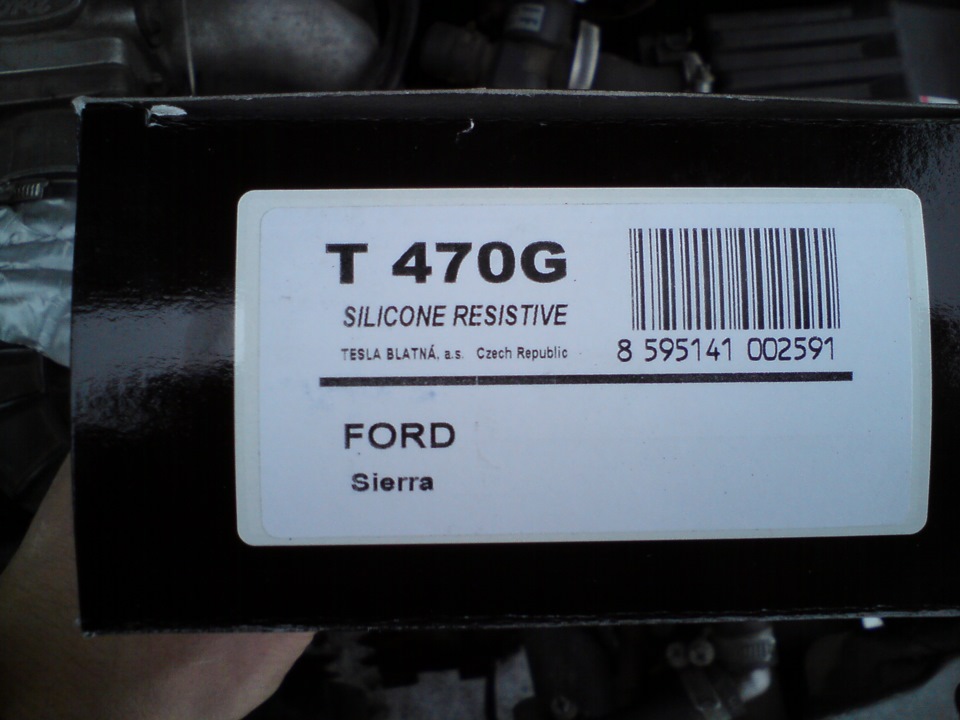 T 470G
SILICONE RESISTIVE
TESLA BLATNÁ, a.s. Czech Republic
8 595141 002591
FORD
Sierra